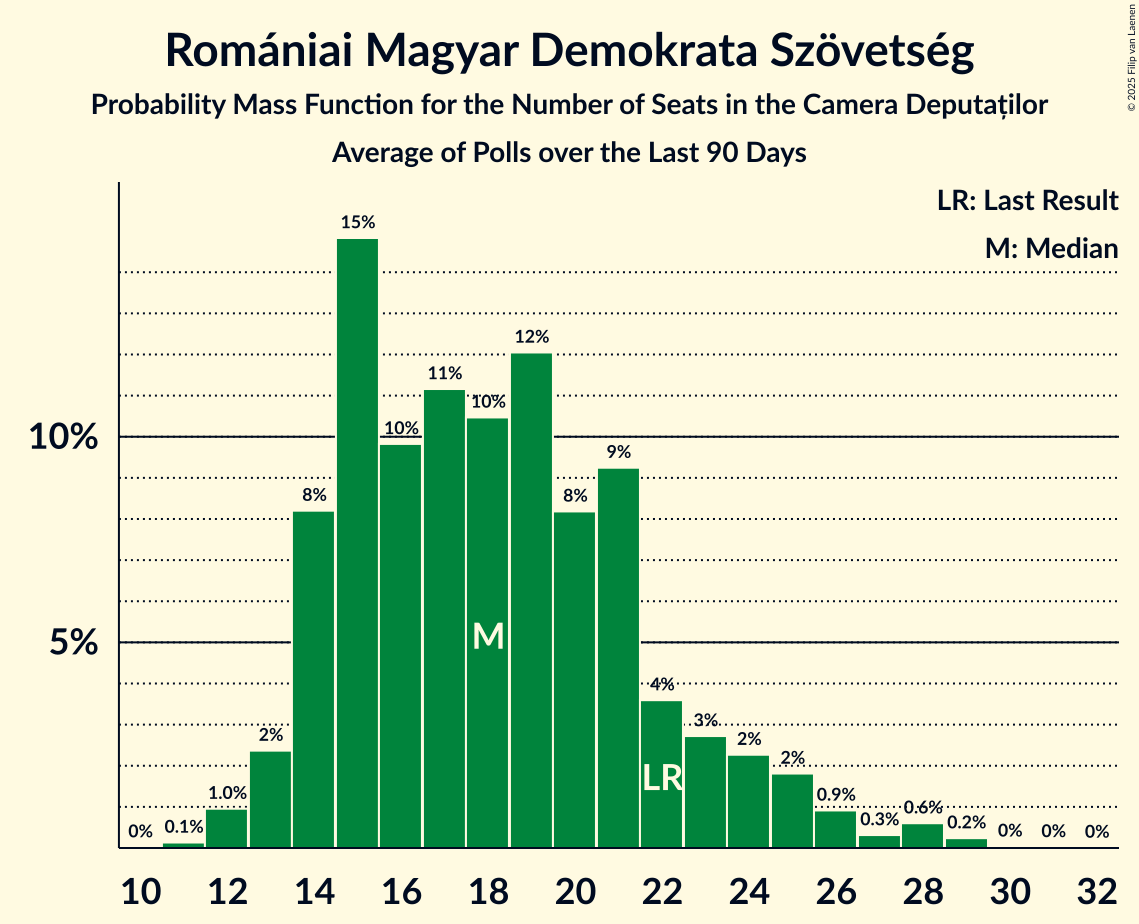 Romániai Magyar Demokrata Szövetség
Probability Mass Function for the Number of Seats in the Camera Deputaților
Average of Polls over the Last 90 Days
© 2025 Filip van Laenen
LR: Last Result
M: Median
10%
5%
0%
0.1%
1.0%
2%
8%
15%
10%
11%
10%
12%
8%
9%
4%
3%
2%
2%
0.9%
0.3%
0.6%
0.2%
0%
0%
0%
M
LR
10 12 14 16 18 20 22 24 26 28 30 32